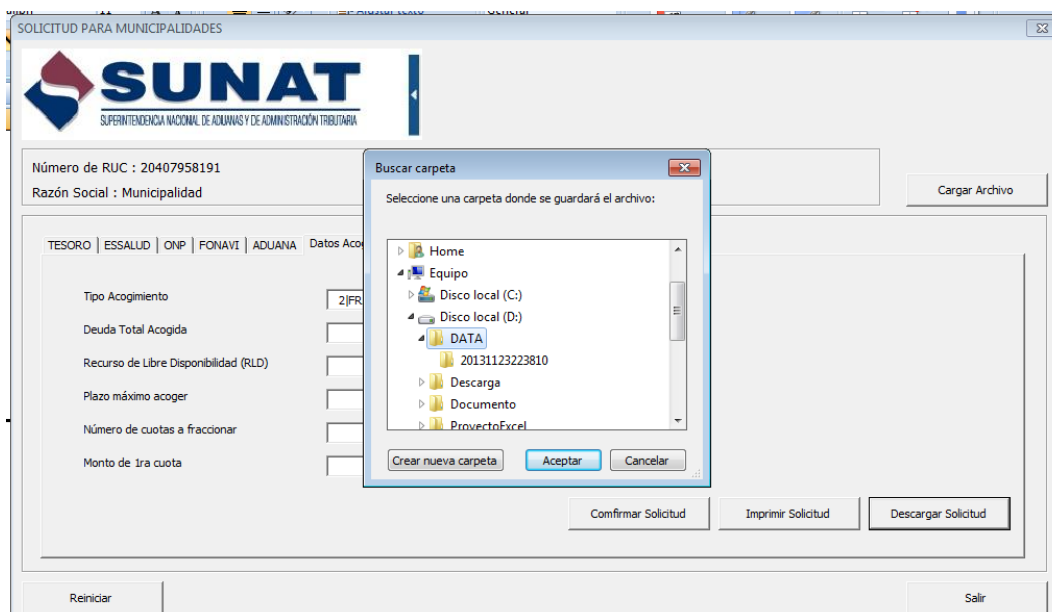 SOLICITUD PARA MUNICIPALIDADES
SUNAT
SUPERINTENDENCIA NACIONAL DE ADUANAS Y DE ADMINISTRACIÓN TRIBUTARIA
Número de RUC : 20407958191
Razón Social : Municipalidad
Cargar Archivo
Buscar carpeta
Seleccione una carpeta donde se guardará el archivo:
Home
Equipo
Disco local (C:)
Disco local (D:)
DATA
20131123223810
Descarga
Documento
ProyectoExcel
Crear nueva carpeta Aceptar Cancelar
TESORO ESSALUD ONP FONAVI ADUANA Datos Aco
Tipo Acogimiento 2|FR
Deuda Total Acogida
Recurso de Libre Disponibilidad (RLD)
Plazo máximo acoger
Número de cuotas a fraccionar
Monto de 1ra cuota
Comfirmar Solicitud Imprimir Solicitud Descargar Solicitud
Reiniciar Salir